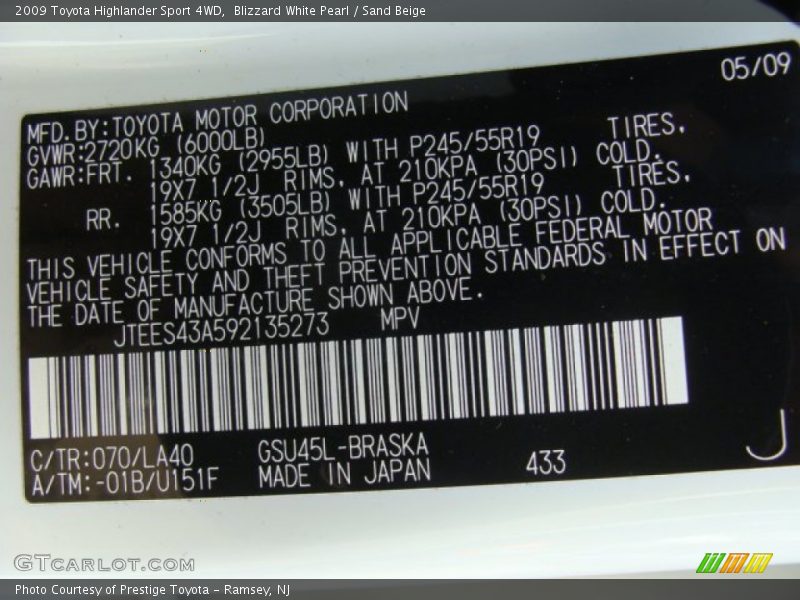 2009 Toyota Highlander Sport 4WD,  Blizzard White Pearl / Sand Beige
05/09
MFD. BY:TOYOTA MOTOR CORPORATION
GVWR:2720KG (6000LB)
GAWR:FRT. 1340KG (2955LB) WITH P245/55R19 TIRES,
19X7 1/2J RIMS, AT 210KPA (30PSI) COLD.
RR. 1585KG (3505LB) WITH P245/55R19 TIRES,
19X7 1/2J RIMS, AT 210KPA (30PSI) COLD.
THIS VEHICLE CONFORMS TO ALL APPLICABLE FEDERAL MOTOR
VEHICLE SAFETY AND THEFT PREVENTION STANDARDS IN EFFECT ON
THE DATE OF MANUFACTURE SHOWN ABOVE.
JTEES43A592135273 MPV
C/TR:070/LA40 GSU45L-BRASKA
A/TM:-01B/U151F MADE IN JAPAN 433
J
GTCARLOT.COM
Photo Courtesy of Prestige Toyota - Ramsey, NJ